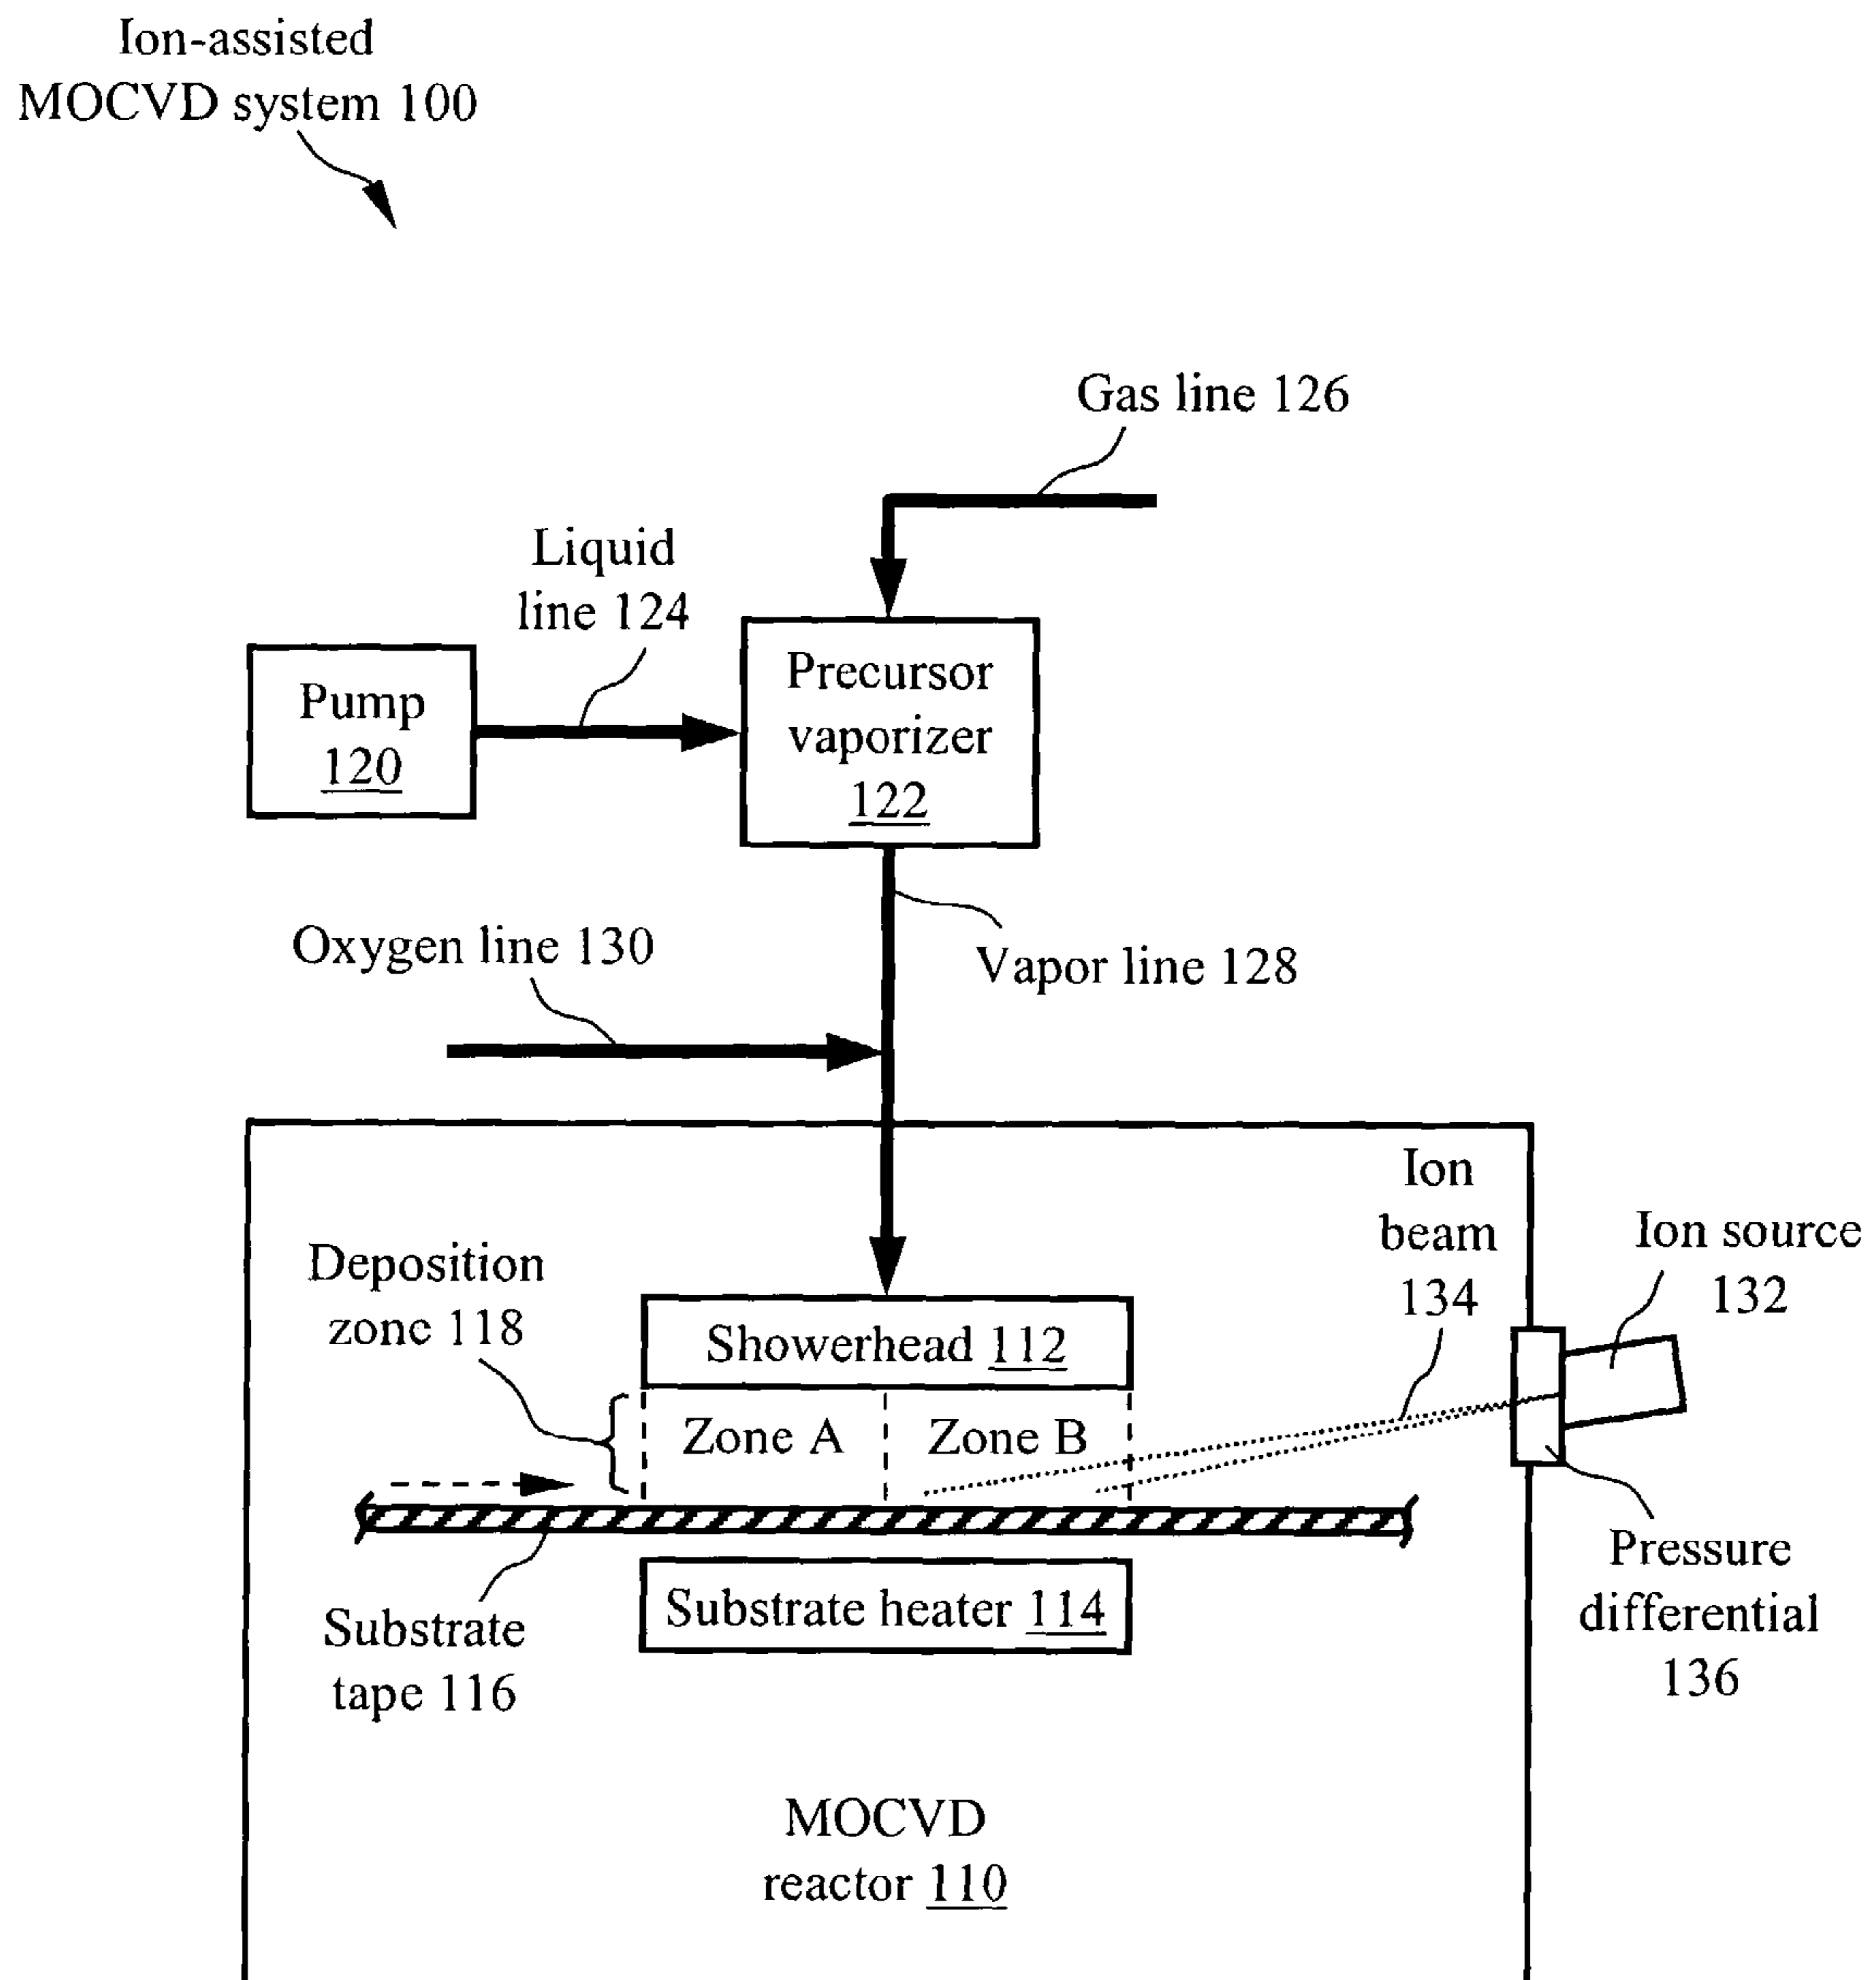 Ion-assisted
MOCVD system 100
Gas line 126
Liquid
line 124
Pump
120
Precursor
vaporizer
122
Oxygen line 130
Vapor line 128
Ion
beam
134
Ion source
132
Deposition
zone 118
Showerhead 112
Zone A
Zone B
Substrate heater 114
Substrate
tape 116
Pressure
differential
136
MOCVD
reactor 110